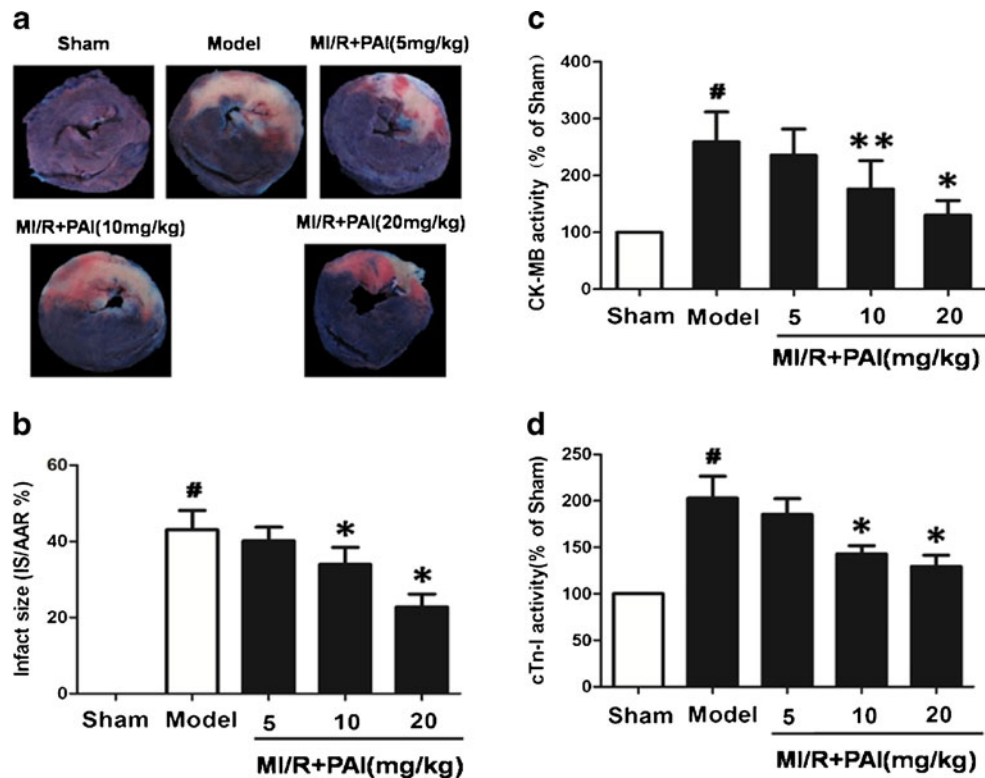 a
Sham
Model
MI/R+PAI(5mg/kg)
MI/R+PAI(10mg/kg)
MI/R+PAI(20mg/kg)
b
Infact size (IS/AAR %)
60
40
20
0
#
*
*
Sham
Model
5
10
20
MI/R+PAI(mg/kg)
c
CK-MB activity (% of Sham)
400
300
200
100
0
#
**
*
Sham
Model
5
10
20
MI/R+PAI(mg/kg)
d
cTn-I activity(% of Sham)
250
200
150
100
50
0
#
*
*
Sham
Model
5
10
20
MI/R+PAI(mg/kg)